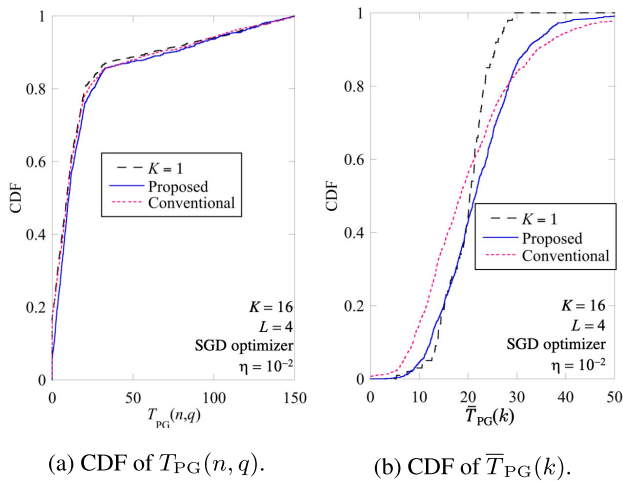 1
0.8
0.6
0.4
0.2
0
CDF
K = 1
Proposed
Conventional
K = 16
L = 4
SGD optimizer
η = 10⁻²
0 50 100 150
T_PG(n,q)
(a) CDF of T_PG(n, q).
1
0.8
0.6
0.4
0.2
0
CDF
K = 1
Proposed
Conventional
K = 16
L = 4
SGD optimizer
η = 10⁻²
0 10 20 30 40 50
T̅_PG(k)
(b) CDF of T̅_PG(k).